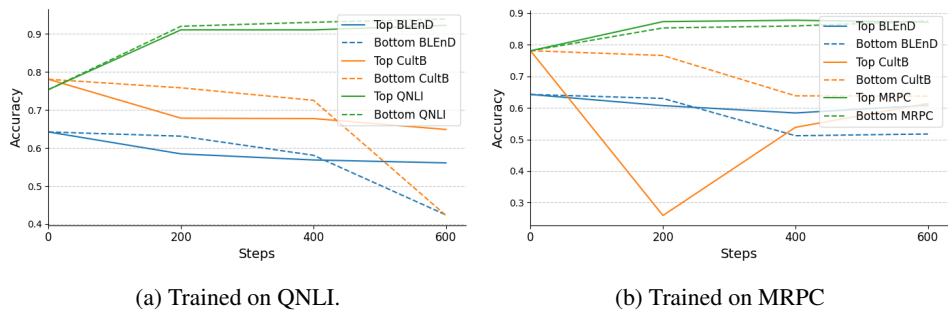 Accuracy
0.9
0.8
0.7
0.6
0.5
0.4
0
200
400
600
Steps
Top BLEnD
Bottom BLEnD
Top CultB
Bottom CultB
Top QNLI
Bottom QNLI
(a) Trained on QNLI.
Accuracy
0.9
0.8
0.7
0.6
0.5
0.4
0.3
0
200
400
600
Steps
Top BLEnD
Bottom BLEnD
Top CultB
Bottom CultB
Top MRPC
Bottom MRPC
(b) Trained on MRPC